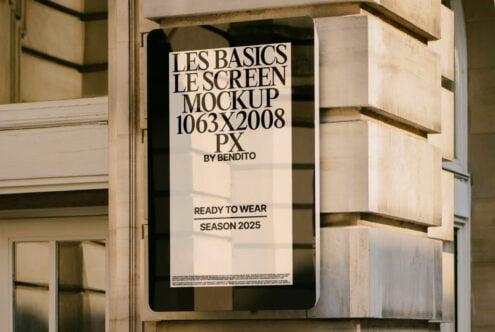 LES BASICS
LE SCREEN
MOCKUP
1063X2008
PX
BY BENDITO
READY TO WEAR
SEASON 2025